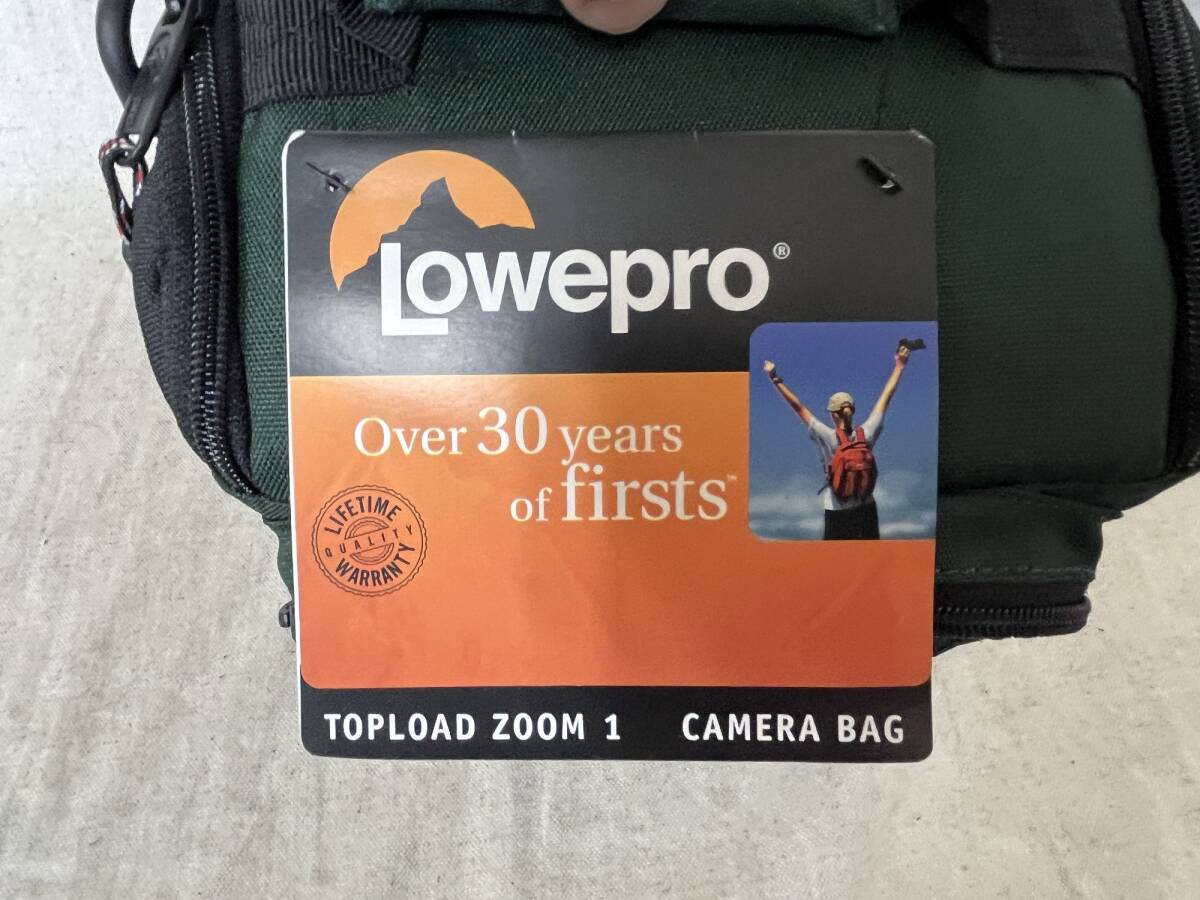 Lowepro®
Over 30 years
of firsts™
LIFETIME
QUALITY
WARRANTY
TOPLOAD ZOOM 1 CAMERA BAG